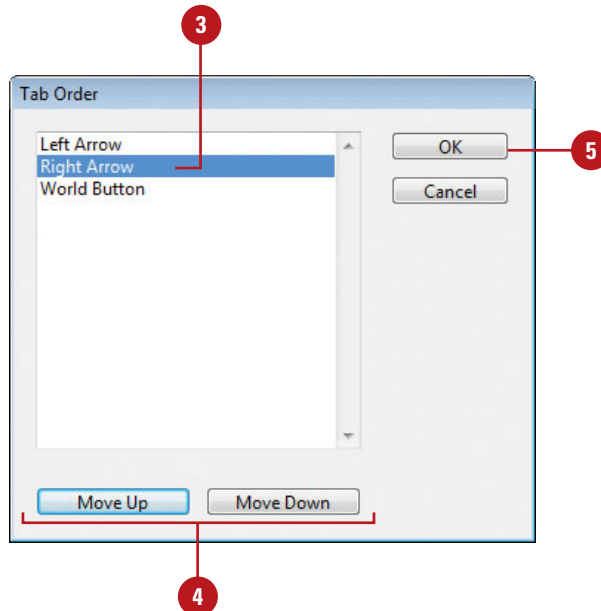 3
Tab Order
Left Arrow
Right Arrow
World Button
OK
5
Cancel
Move Up
Move Down
4